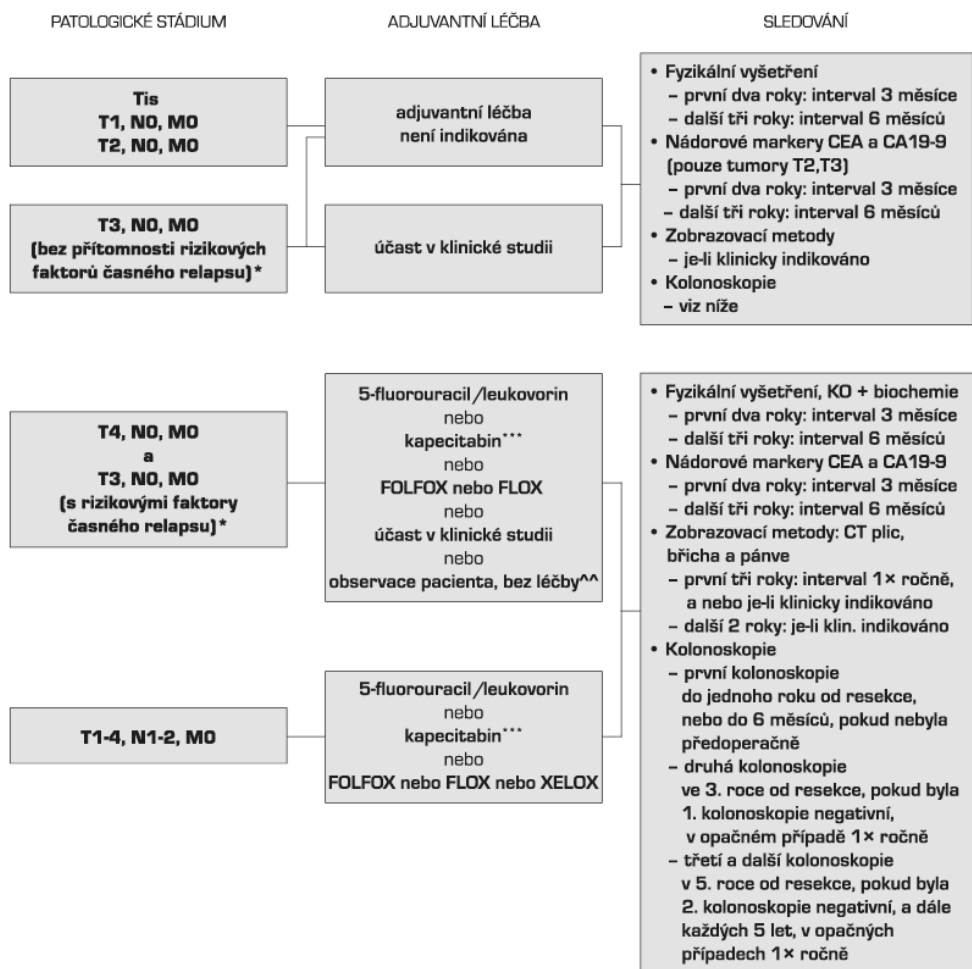 PATOLOGICKÉ STÁDIUM
ADJUVANTNÍ LÉČBA
SLEDOVÁNÍ
Tis
T1, N0, M0
T2, N0, M0
adjuvantní léčba
není indikována
T3, N0, M0
(bez přítomnosti rizikových
faktorů časného relapsu)*
účast v klinické studii
• Fyzikální vyšetření
– první dva roky: interval 3 měsíce
– další tři roky: interval 6 měsíců
• Nádorové markery CEA a CA19-9
(pouze tumory T2,T3)
– první dva roky: interval 3 měsíce
– další tři roky: interval 6 měsíců
• Zobrazovací metody
– je-li klinicky indikováno
• Kolonoskopie
– viz níže
T4, N0, M0
a
T3, N0, M0
(s rizikovými faktory
časného relapsu)*
5-fluorouracil/leukovorin
nebo
kapecitabin***
nebo
FOLFOX nebo FLOX
nebo
účast v klinické studii
nebo
observace pacienta, bez léčby^^
T1-4, N1-2, M0
5-fluorouracil/leukovorin
nebo
kapecitabin***
nebo
FOLFOX nebo FLOX nebo XELOX
• Fyzikální vyšetření, KO + biochemie
– první dva roky: interval 3 měsíce
– další tři roky: interval 6 měsíců
• Nádorové markery CEA a CA19-9
– první dva roky: interval 3 měsíce
– další tři roky: interval 6 měsíců
• Zobrazovací metody: CT plic,
břicha a pánve
– první tři roky: interval 1× ročně,
a nebo je-li klinicky indikováno
– další 2 roky: je-li klin. indikováno
• Kolonoskopie
– první kolonoskopie
do jednoho roku od resekce,
nebo do 6 měsíců, pokud nebyla
předoperačně
– druhá kolonoskopie
ve 3. roce od resekce, pokud byla
1. kolonoskopie negativní,
v opačném případě 1× ročně
– třetí a další kolonoskopie
v 5. roce od resekce, pokud byla
2. kolonoskopie negativní, a dále
každých 5 let, v opačných
případech 1× ročně